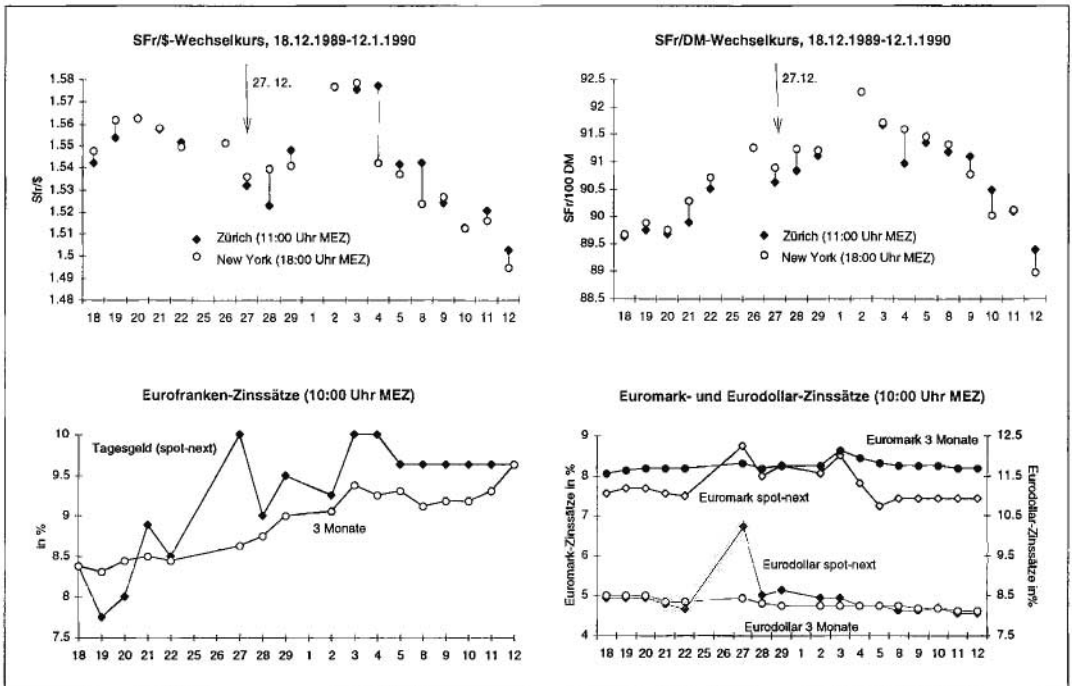 SFr/$-Wechselkurs, 18.12.1989-12.1.1990
1.58
1.57
1.56
1.55
1.54
1.53
1.52
1.51
1.5
1.49
1.48
Sfr/$
27. 12.
Zürich (11:00 Uhr MEZ)
New York (18:00 Uhr MEZ)
18 19 20 21 22 25 26 27 28 29 1 2 3 4 5 8 9 10 11 12
SFr/DM-Wechselkurs, 18.12.1989-12.1.1990
92.5
92
91.5
91
90.5
90
89.5
89
88.5
SFr/100 DM
27.12.
Zürich (11:00 Uhr MEZ)
New York (18:00 Uhr MEZ)
18 19 20 21 22 25 26 27 28 29 1 2 3 4 5 8 9 10 11 12
Eurofranken-Zinssätze (10:00 Uhr MEZ)
10
9.5
9
8.5
8
7.5
in %
Tagesgeld (spot-next)
3 Monate
18 19 20 21 22 25 26 27 28 29 1 2 3 4 5 8 9 10 11 12
Euromark- und Eurodollar-Zinssätze (10:00 Uhr MEZ)
9
8
7
6
5
4
Euromark-Zinssätze in %
Euromark 3 Monate
Euromark spot-next
Eurodollar spot-next
Eurodollar 3 Monate
12.5
11.5
10.5
9.5
8.5
7.5
Eurodollar-Zinssätze in%
18 19 20 21 22 25 26 27 28 29 1 2 3 4 5 8 9 10 11 12